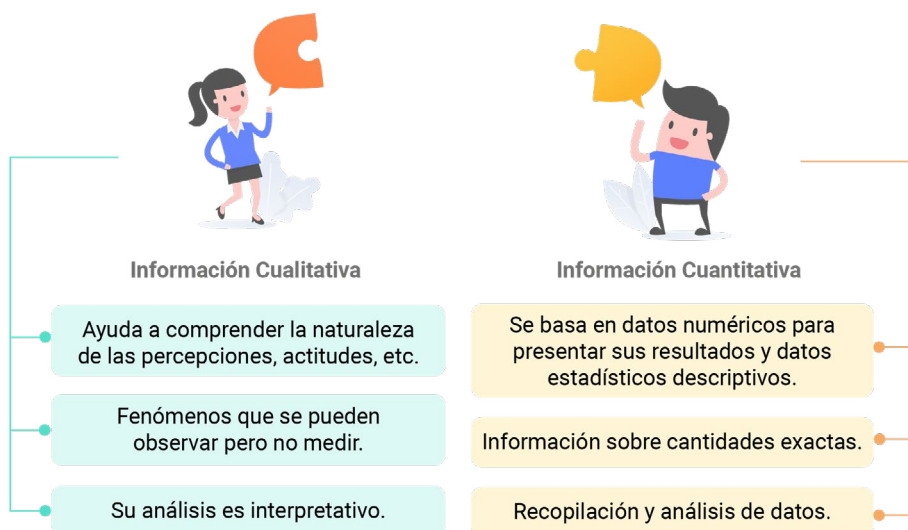 Información Cualitativa
Ayuda a comprender la naturaleza
de las percepciones, actitudes, etc.
Fenómenos que se pueden
observar pero no medir.
Su análisis es interpretativo.
Información Cuantitativa
Se basa en datos numéricos para
presentar sus resultados y datos
estadísticos descriptivos.
Información sobre cantidades exactas.
Recopilación y análisis de datos.